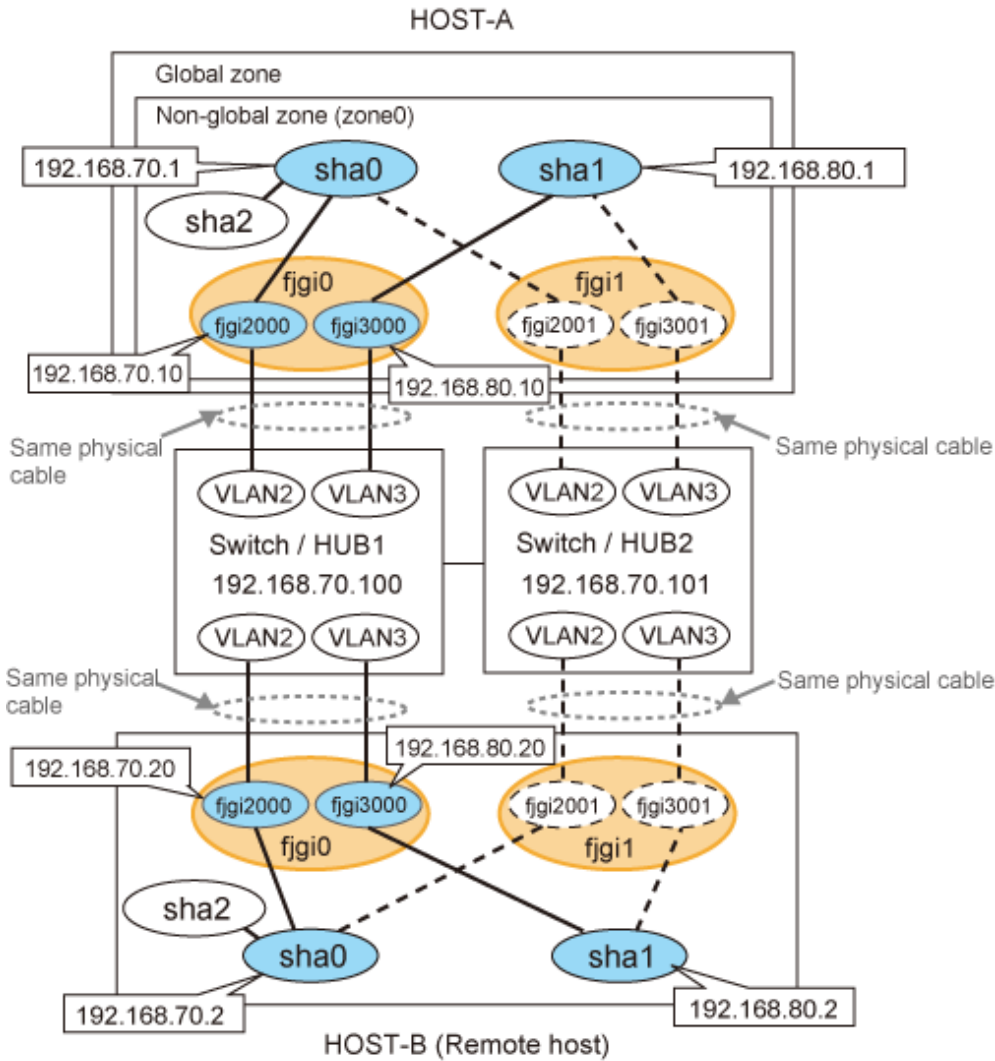 HOST-A
Global zone
Non-global zone (zone0)
192.168.70.1
sha0
sha1
192.168.80.1
sha2
fjgi0
fjgi1
fjgi2000
fjgi3000
fjgi2001
fjgi3001
192.168.70.10
192.168.80.10
Same physical
cable
Same physical cable
VLAN2
VLAN3
VLAN2
VLAN3
Switch / HUB1
Switch / HUB2
192.168.70.100
192.168.70.101
VLAN2
VLAN3
VLAN2
VLAN3
Same physical
cable
Same physical cable
192.168.70.20
192.168.80.20
fjgi2000
fjgi3000
fjgi2001
fjgi3001
fjgi0
fjgi1
sha2
sha0
sha1
192.168.70.2
192.168.80.2
HOST-B (Remote host)